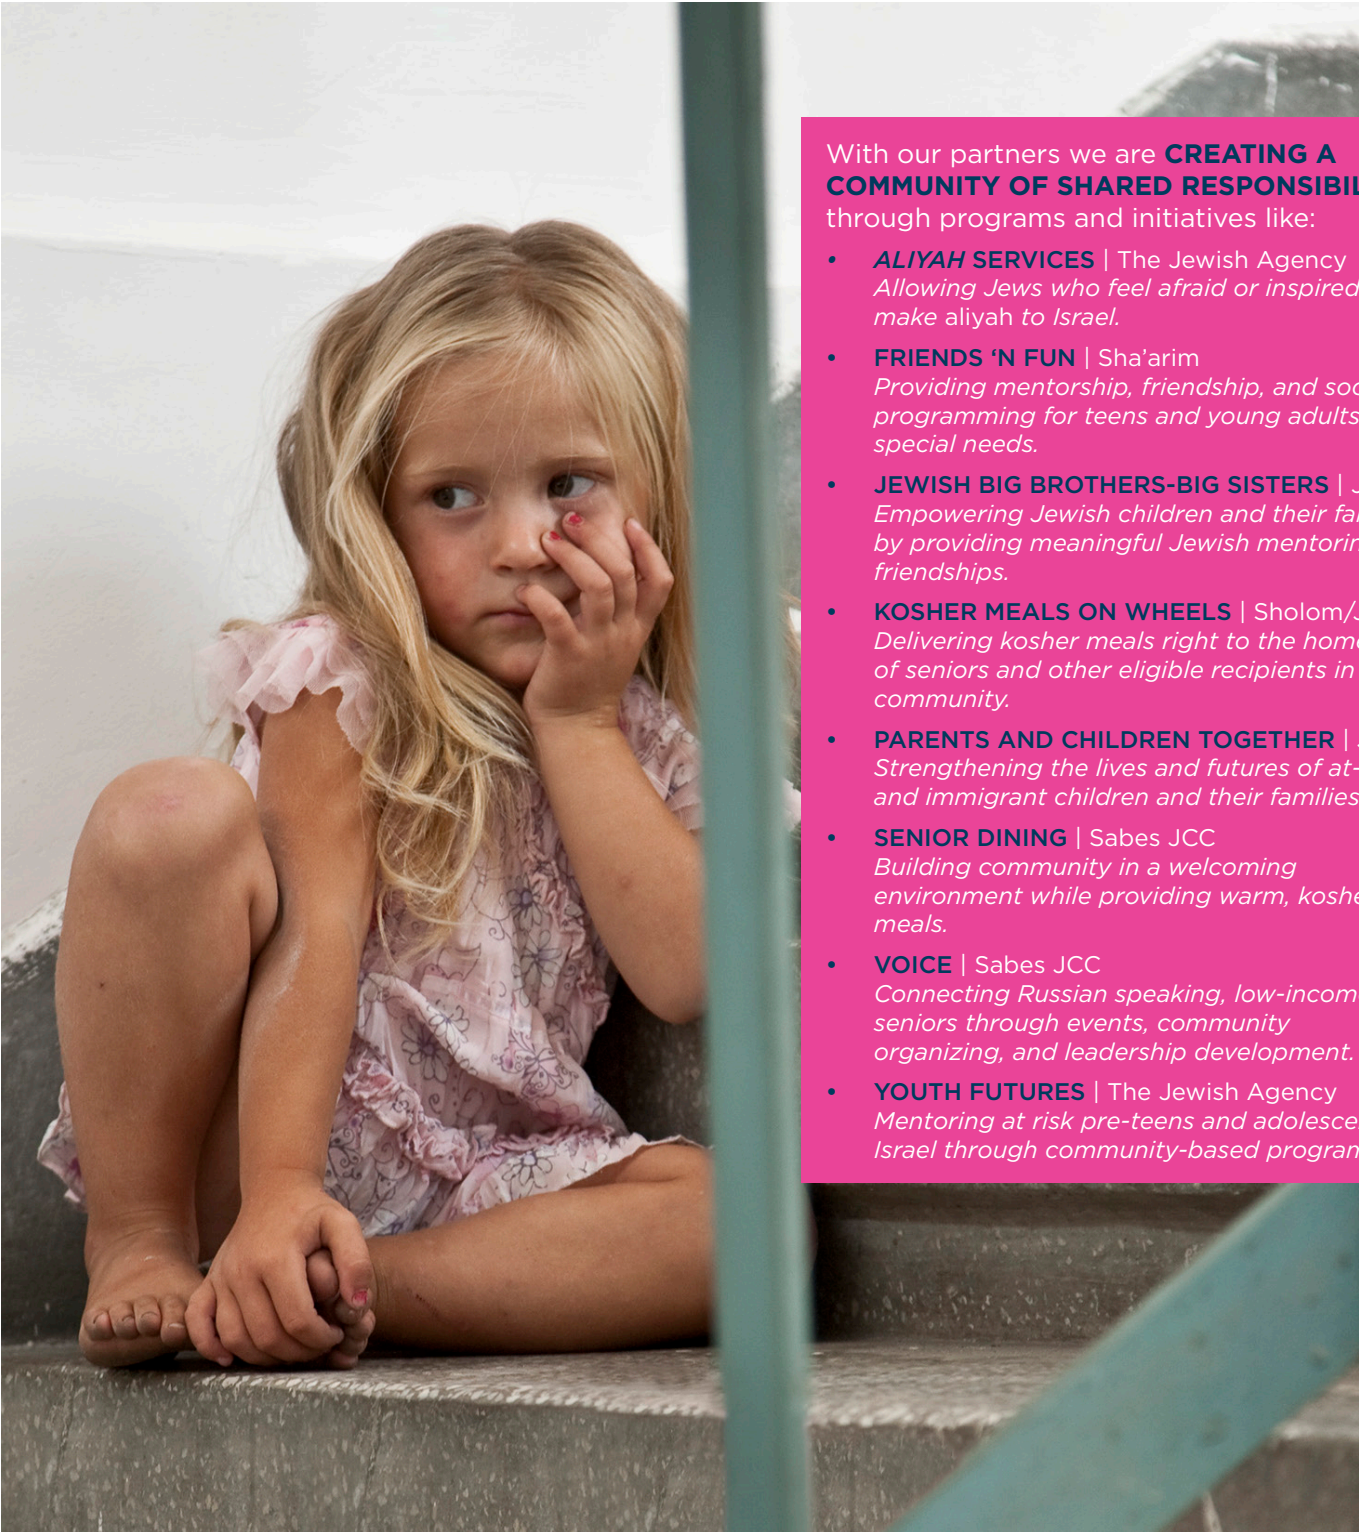 With our partners we are CREATING A
COMMUNITY OF SHARED
through programs and initiatives like:
• ALIYAH SERVICES | The Jewish Agency
Allowing Jews who feel afraid or inspired
make aliyah to Israel.
• FRIENDS ‘N FUN | Sha’arim
Providing mentorship, friendship, and
programming for teens and young adults
special needs.
• JEWISH BIG BROTHERS-BIG SISTERS |
Empowering Jewish children and their
by providing meaningful Jewish
friendships.
• KOSHER MEALS ON WHEELS | Sholom/
Delivering kosher meals right to the
of seniors and other eligible recipients in
community.
• PARENTS AND CHILDREN TOGETHER |
Strengthening the lives and futures of at-
and immigrant children and their families
• SENIOR DINING | Sabes JCC
Building community in a welcoming
environment while providing warm,
meals.
• VOICE | Sabes JCC
Connecting Russian speaking,
seniors through events, community
organizing, and leadership development.
• YOUTH FUTURES | The Jewish Agency
Mentoring at risk pre-teens and
Israel through community-based